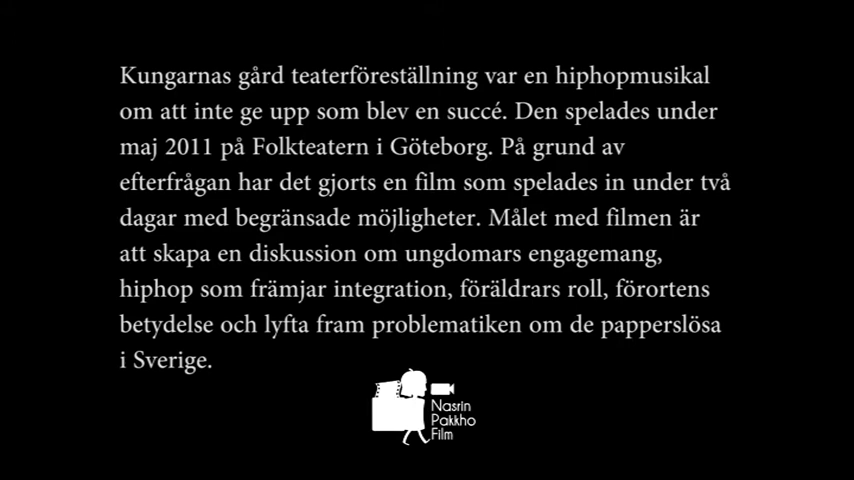 Kungarnas gård teaterföreställning var en hiphopmusikal
om att inte ge upp som blev en succé. Den spelades under
maj 2011 på Folkteatern i Göteborg. På grund av
efterfrågan har det gjorts en film som spelades in under två
dagar med begränsade möjligheter. Målet med filmen är
att skapa en diskussion om ungdomars engagemang,
hiphop som främjar integration, föräldrars roll, förortens
betydelse och lyfta fram problematiken om de papperslösa
i Sverige.
Nasrin
Pakkho
Film